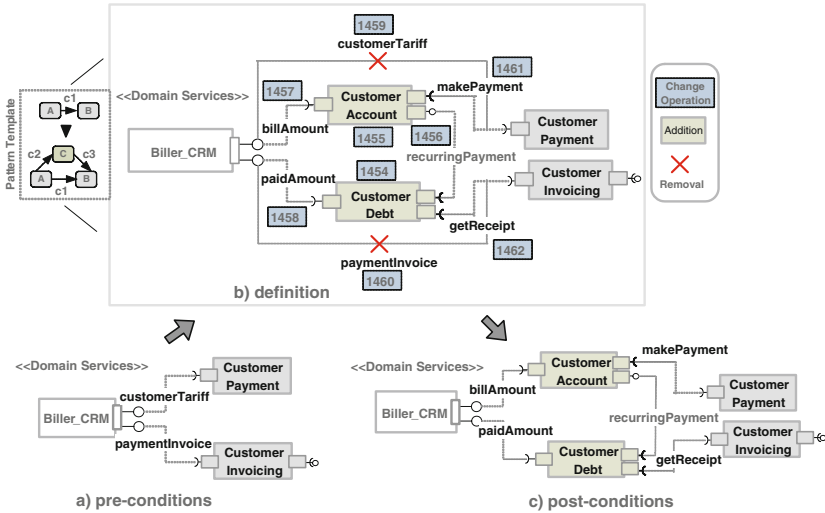 Pattern Template
c1
A
B
c2
C
c3
A
B
c1
1459
customerTariff
1461
<<Domain Services>>
1457
Customer
Account
makePayment
billAmount
1455
1456
Customer
Payment
Biller_CRM
recurringPayment
1454
paidAmount
Customer
Debt
Customer
Invoicing
1458
getReceipt
paymentInvoice
1462
1460
b) definition
Change
Operation
Addition
Removal
<<Domain Services>>
Customer
Payment
customerTariff
Biller_CRM
paymentInvoice
Customer
Invoicing
a) pre-conditions
<<Domain Services>>
Customer
Account
makePayment
billAmount
Customer
Payment
Biller_CRM
recurringPayment
paidAmount
Customer
Debt
Customer
Invoicing
getReceipt
c) post-conditions